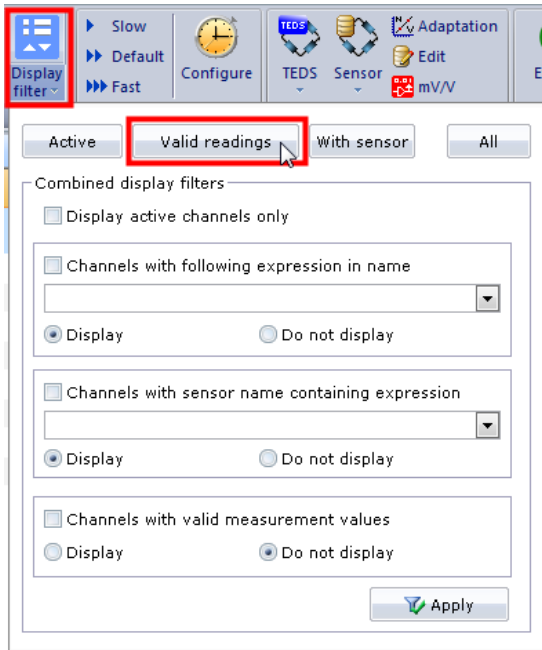 Display
filter
Slow
Default
Fast
Configure
TEDS
TEDS
Sensor
Adaptation
Edit
mV/V
E
Active
Valid readings
With sensor
All
Combined display filters
Display active channels only
Channels with following expression in name
Display
Do not display
Channels with sensor name containing expression
Display
Do not display
Channels with valid measurement values
Display
Do not display
Apply